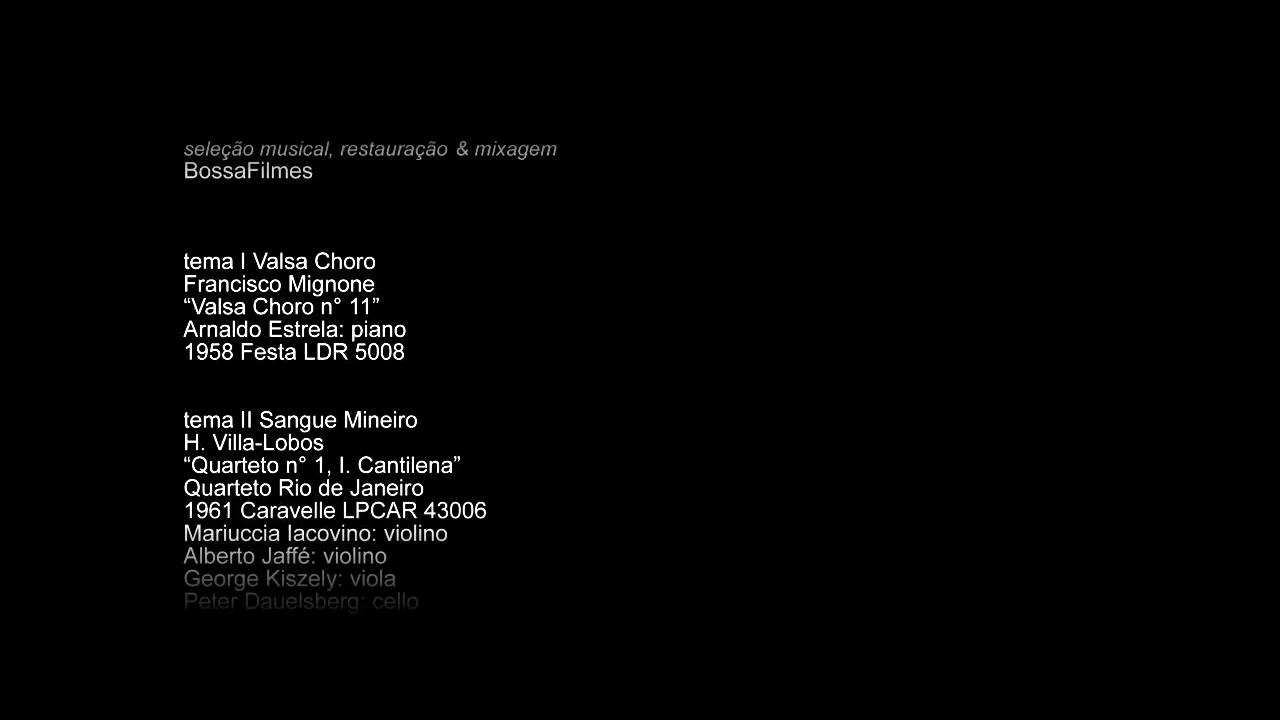 seleção musical, restauração & mixagem
BossaFilmes
tema I Valsa Choro
Francisco Mignone
“Valsa Choro n° 11”
Arnaldo Estrela: piano
1958 Festa LDR 5008
tema II Sangue Mineiro
H. Villa-Lobos
“Quarteto n° 1, I. Cantilena”
Quarteto Rio de Janeiro
1961 Caravelle LPCAR 43006
Mariuccia Iacovino: violino
Alberto Jaffé: violino
George Kiszely: viola
Peter Dauelsberg: cello